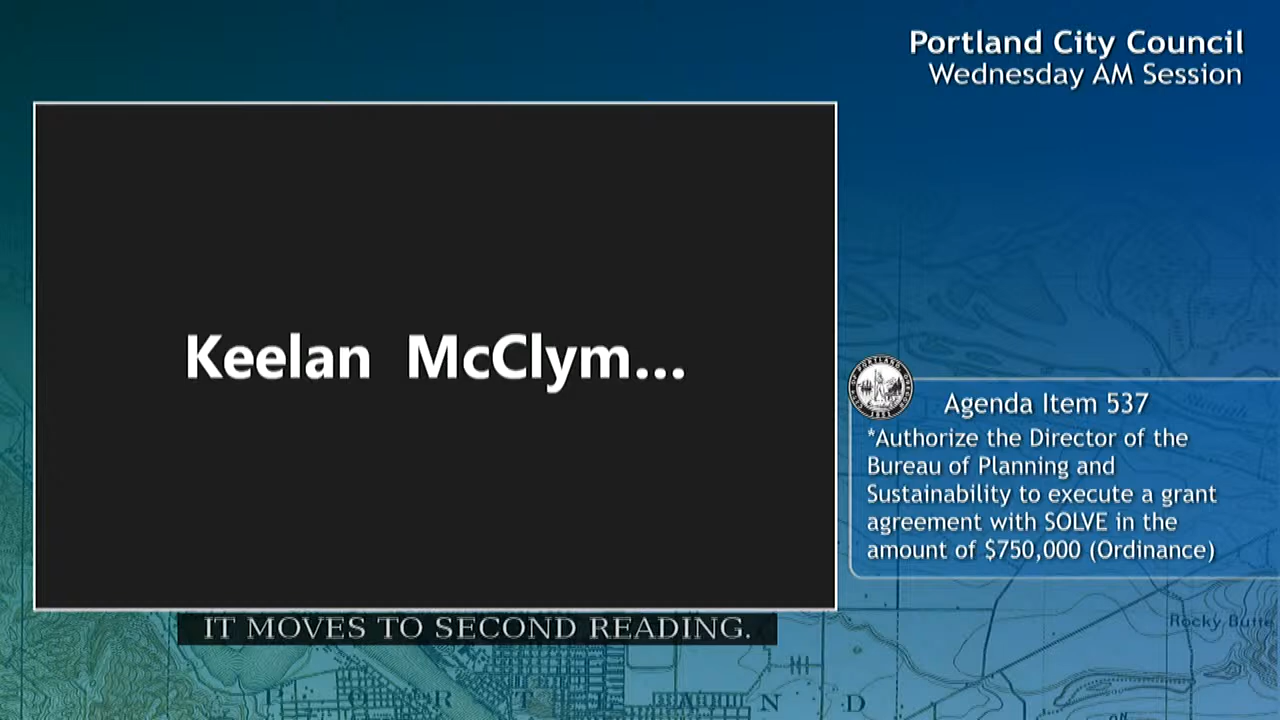 Portland City Council
Wednesday AM Session
Keelan McClym...
Agenda Item 537
*Authorize the Director of the
Bureau of Planning and
Sustainability to execute a grant
agreement with SOLVE in the
amount of $750,000 (Ordinance)
IT MOVES TO SECOND READING.
Rocky Butte
P O R T L A N D